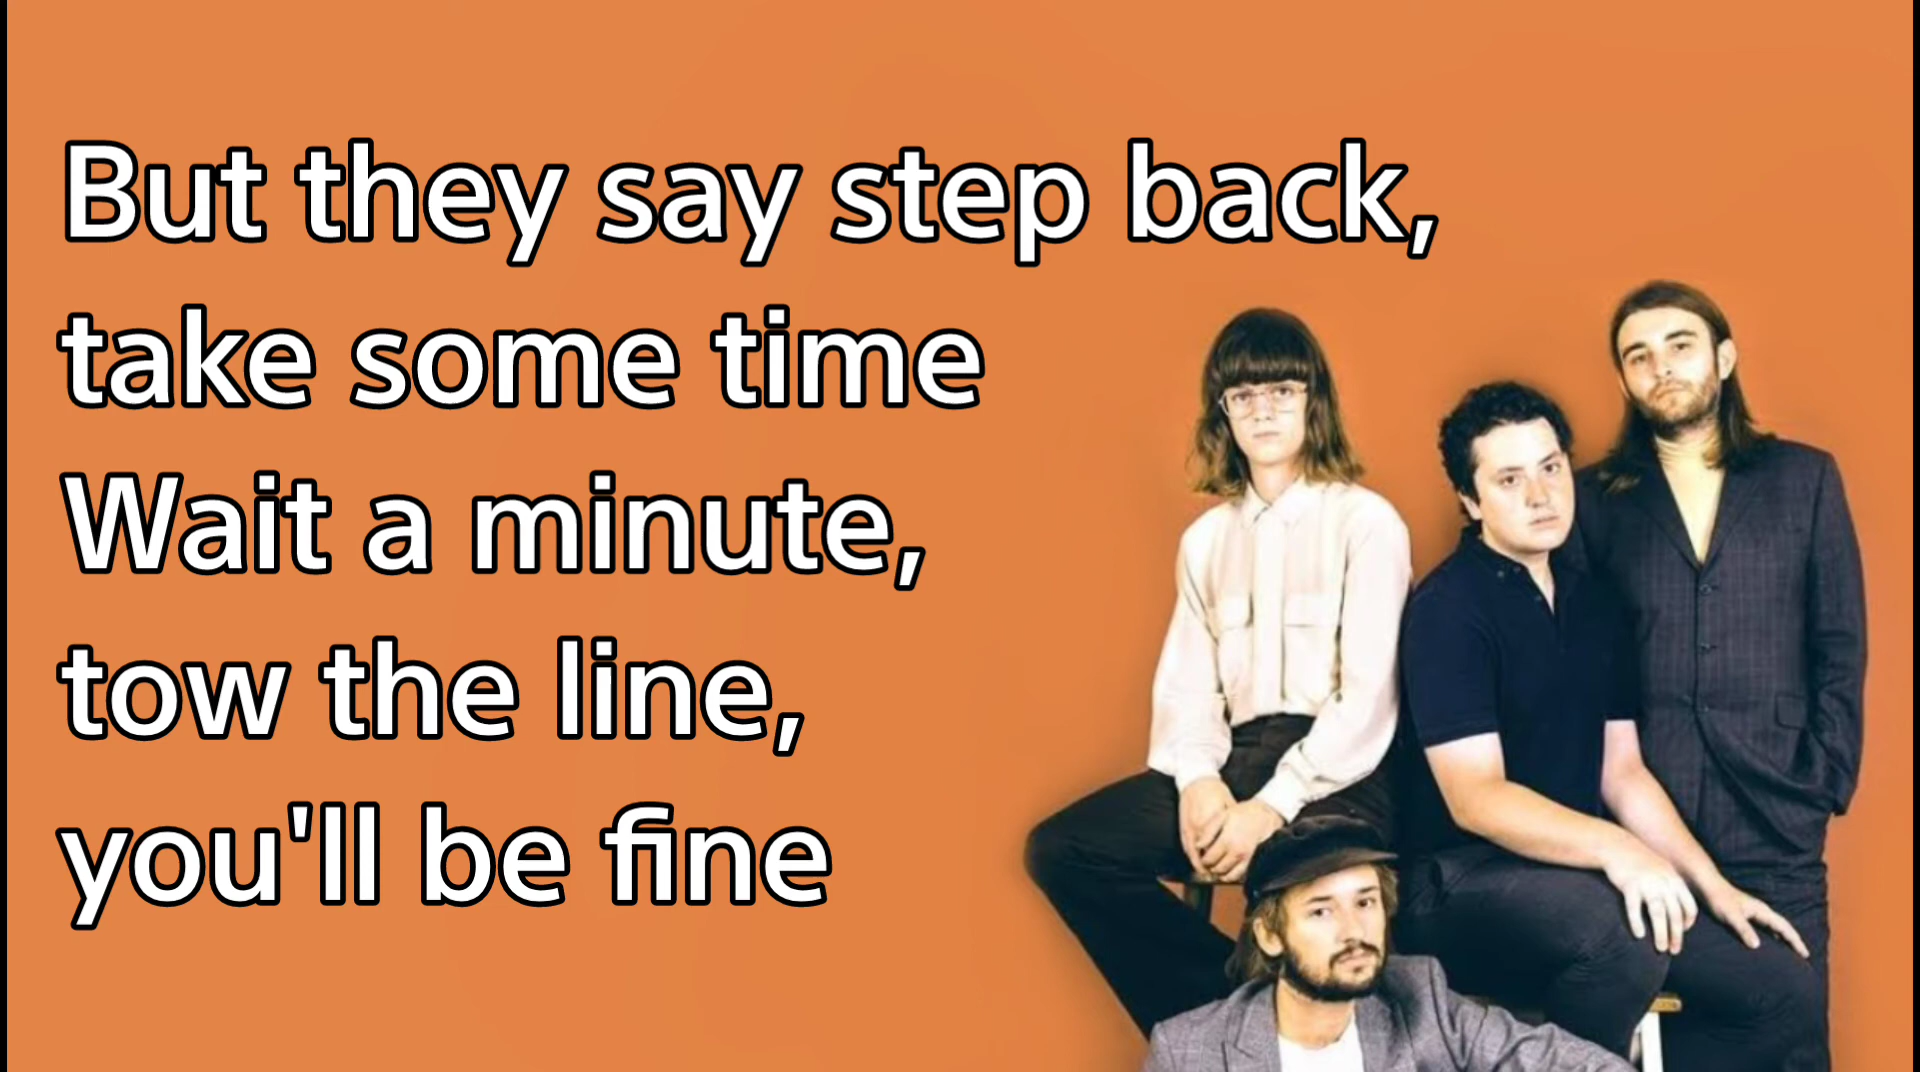 But they say step back,
take some time
Wait a minute,
tow the line,
you'll be fine